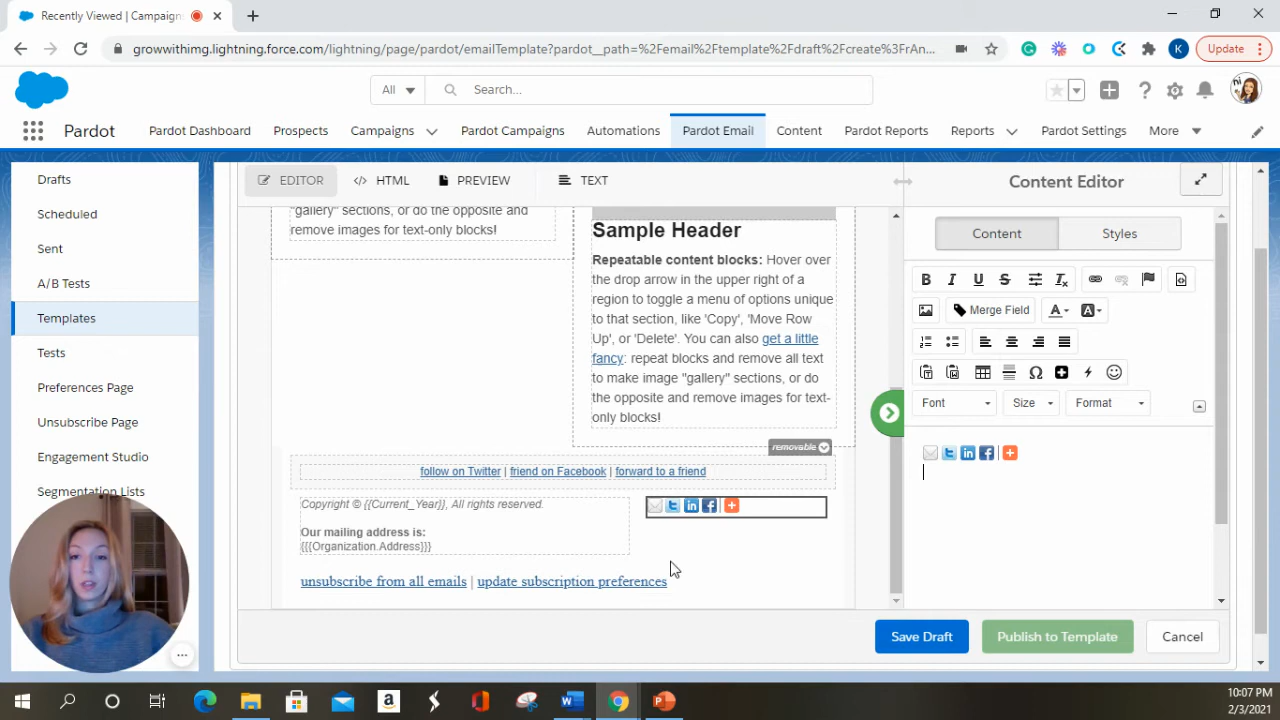 Recently Viewed | Campaign
growwithimg.lightning.force.com/lightning/page/pardot/emailTemplate?pardot__path=%2Femail%2Ftemplate%2Fdraft%2Fcreate%3FrAn...
K
Update
All
Search...
hi
Pardot
Pardot Dashboard
Prospects
Campaigns
Pardot Campaigns
Automations
Pardot Email
Content
Pardot Reports
Reports
Pardot Settings
More
Drafts
Scheduled
Sent
A/B Tests
Templates
Tests
Preferences Page
Unsubscribe Page
Engagement Studio
Segmentation Lists
EDITOR
HTML
PREVIEW
TEXT
Content Editor
"gallery" sections, or do the opposite and
remove images for text-only blocks!
Sample Header
Repeatable content blocks: Hover over
the drop arrow in the upper right of a
region to toggle a menu of options unique
to that section, like 'Copy', 'Move Row
Up', or 'Delete'. You can also get a little
fancy: repeat blocks and remove all text
to make image "gallery" sections, or do
the opposite and remove images for text-
only blocks!
removable
follow on Twitter | friend on Facebook | forward to a friend
Copyright © {{Current_Year}}, All rights reserved.
Our mailing address is:
{{{Organization.Address}}}
unsubscribe from all emails | update subscription preferences
Content
Styles
B I U S
Merge Field
A
A
Font
Size
Format
Save Draft
Publish to Template
Cancel
10:07 PM
2/3/2021